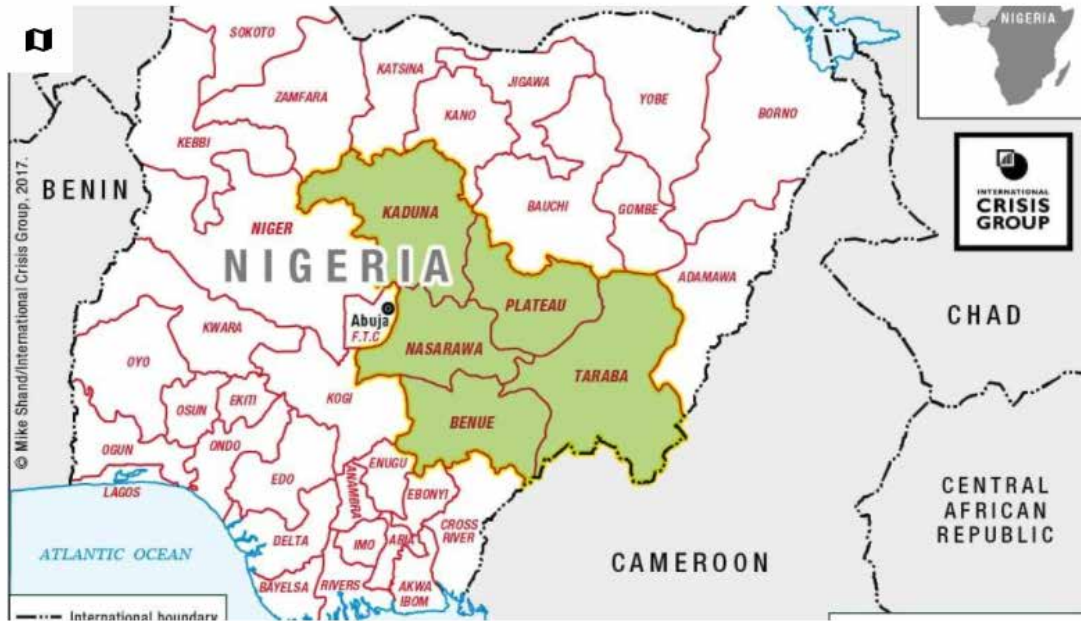 NIGERIA
SOKOTO
KATSINA
JIGAWA
ZAMFARA
KANO
YOBE
BORNO
KEBBI
BENIN
INTERNATIONAL
CRISIS
GROUP
KADUNA
BAUCHI
GOMBE
NIGER
NIGERIA
ADAMAWA
PLATEAU
Abuja
F.T.C
CHAD
KWARA
NASARAWA
OYO
TARABA
OSUN
EKITI
KOGI
BENUE
OGUN
ONDO
ENUGU
EDO
ANAMBRA
EBONYI
LAGOS
CENTRAL
AFRICAN
REPUBLIC
CROSS
RIVER
DELTA
IMO
ABIA
ATLANTIC OCEAN
CAMEROON
BAYELSA
RIVERS
AKWA
IBOM
International boundary
© Mike Shand/International Crisis Group, 2017.